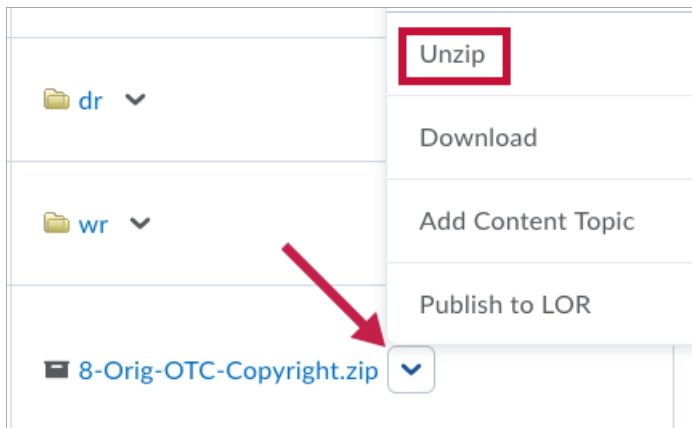 Unzip
dr
Download
wr
Add Content Topic
Publish to LOR
8-Orig-OTC-Copyright.zip